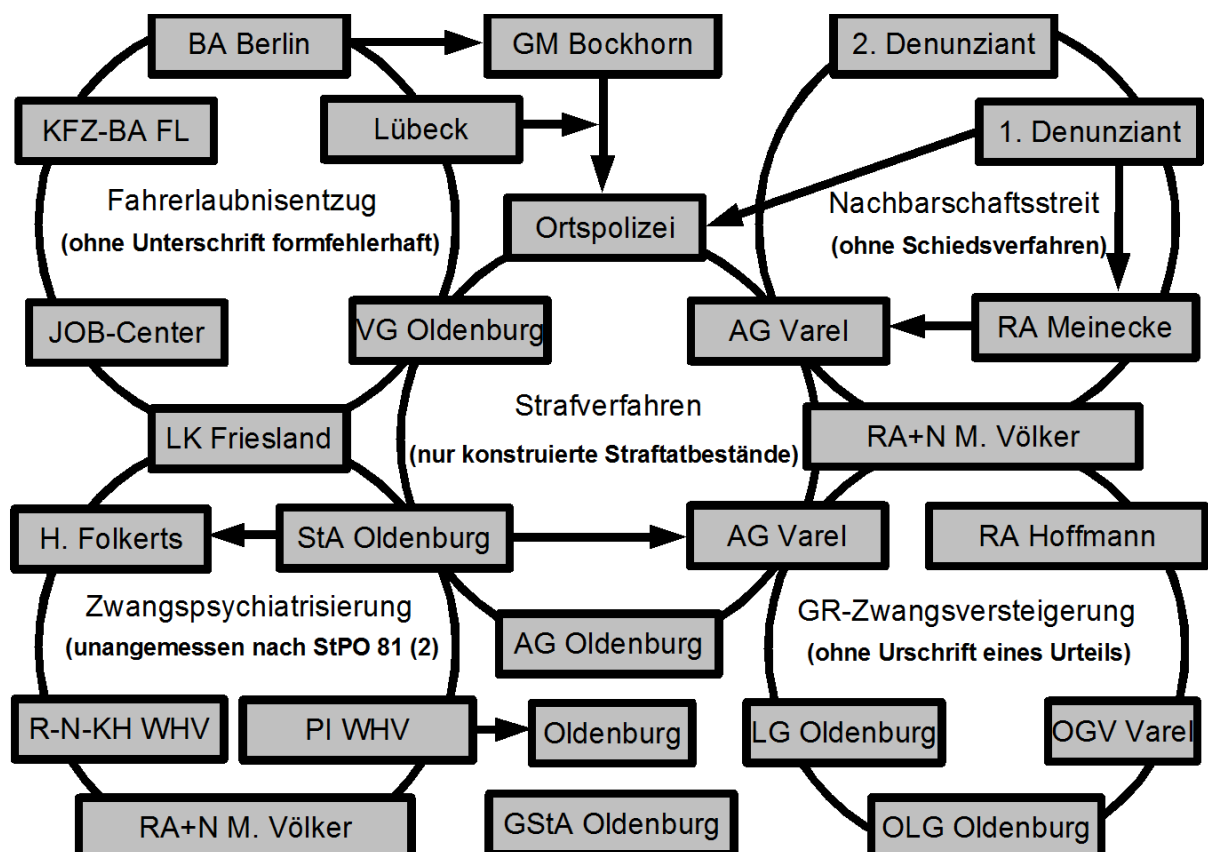 BA Berlin
GM Bockhorn
2. Denunziant
KFZ-BA FL
Lübeck
1. Denunziant
Fahrerlaubnisentzug
(ohne Unterschrift formfehlerhaft)
Ortspolizei
Nachbarschaftsstreit
(ohne Schiedsverfahren)
JOB-Center
VG Oldenburg
AG Varel
RA Meinecke
Strafverfahren
(nur konstruierte Straftatbestände)
LK Friesland
RA+N M. Völker
H. Folkerts
StA Oldenburg
AG Varel
RA Hoffmann
Zwangspsychiatrisierung
(unangemessen nach StPO 81 (2)
AG Oldenburg
GR-Zwangsversteigerung
(ohne Urschrift eines Urteils)
R-N-KH WHV
PI WHV
Oldenburg
LG Oldenburg
OGV Varel
RA+N M. Völker
GStA Oldenburg
OLG Oldenburg